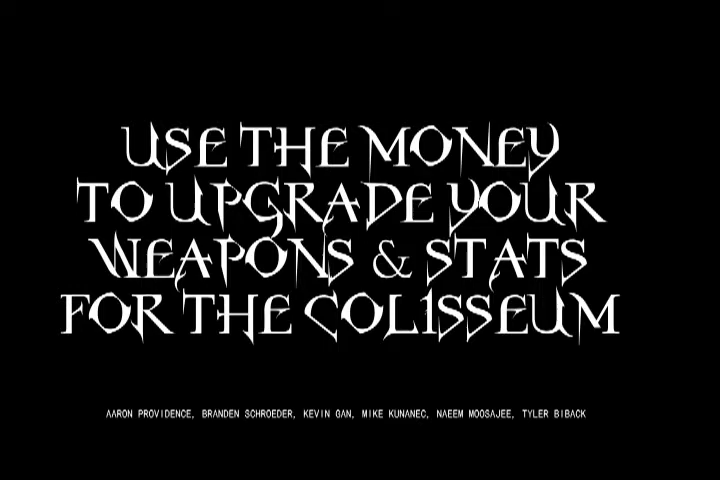 USE THE MONEY
TO UPGRADE YOUR
WEAPONS & STATS
FOR THE COLISSEUM
AARON PROVIDENCE, BRANDEN SCHROEDER, KEVIN GAN, MIKE KUNANEC, NAEEM MOOSAJEE, TYLER BIBACK